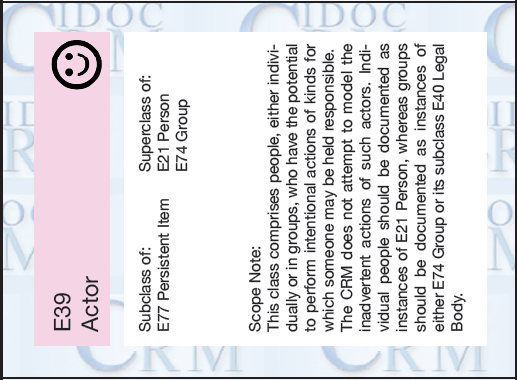 E39
Actor
Subclass of:
E77 Persistent Item
Superclass of:
E21 Person
E74 Group
Scope Note:
This class comprises people, either indivi-
dually or in groups, who have the potential
to perform intentional actions of kinds for
which someone may be held responsible.
The CRM does not attempt to model the
inadvertent actions of such actors. Indi-
vidual people should be documented as
instances of E21 Person, whereas groups
should be documented as instances of
either E74 Group or its subclass E40 Legal
Body.
CIDOC
CRM